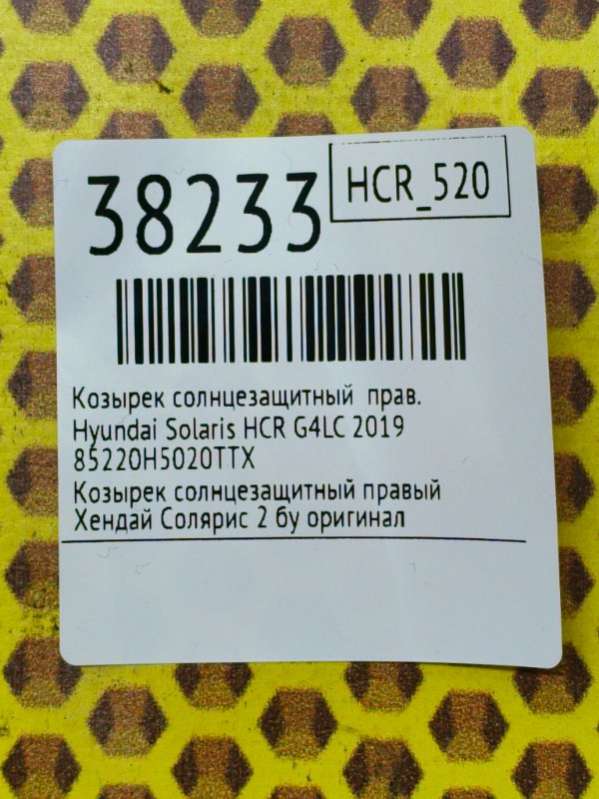 38233
HCR_520
Козырек солнцезащитный прав.
Hyundai Solaris HCR G4LC 2019
85220H5020TTX
Козырек солнцезащитный правый
Хендай Солярис 2 бу оригинал